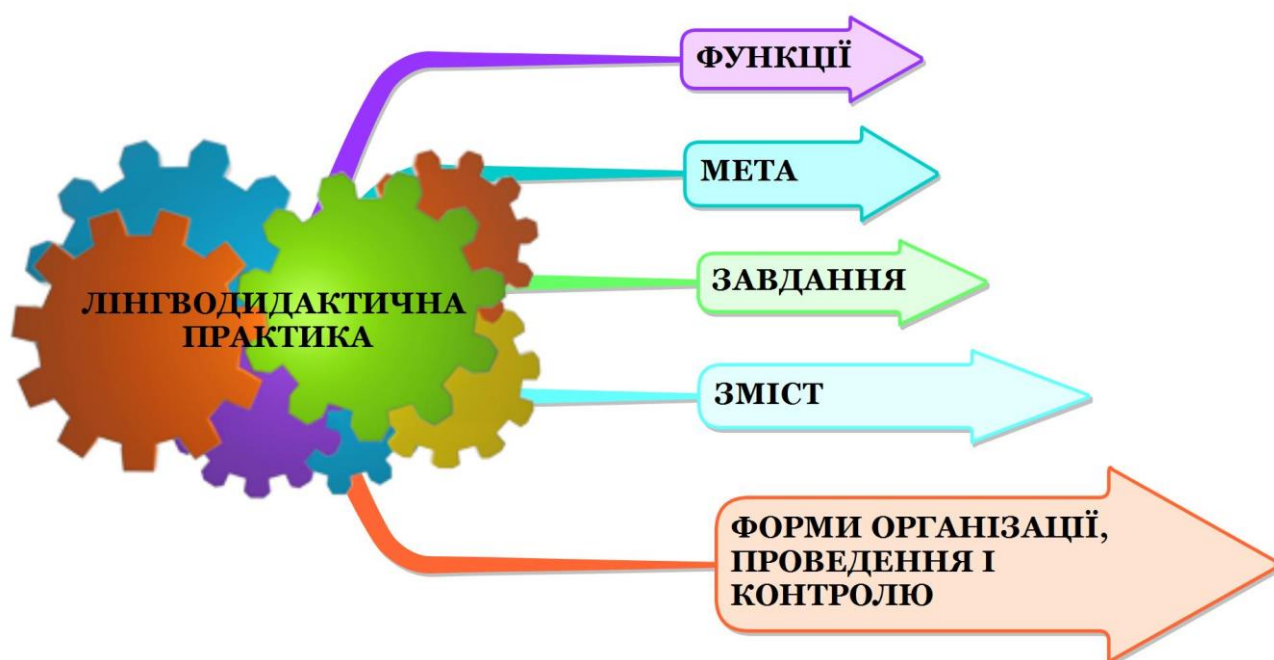 ФУНКЦІЇ
МЕТА
ЛІНГВОДИДАКТИЧНА
ПРАКТИКА
ЗАВДАННЯ
ЗМІСТ
ФОРМИ ОРГАНІЗАЦІЇ,
ПРОВЕДЕННЯ І
КОНТРОЛЮ